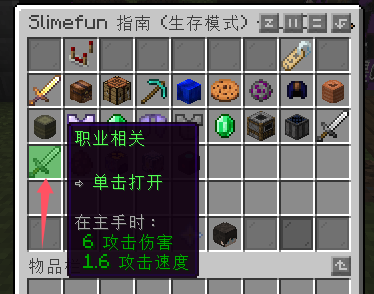 Slimefun 指南 (生存模式)
职业相关
⇨ 单击打开
在主手时:
6 攻击伤害
1.6 攻击速度
物品